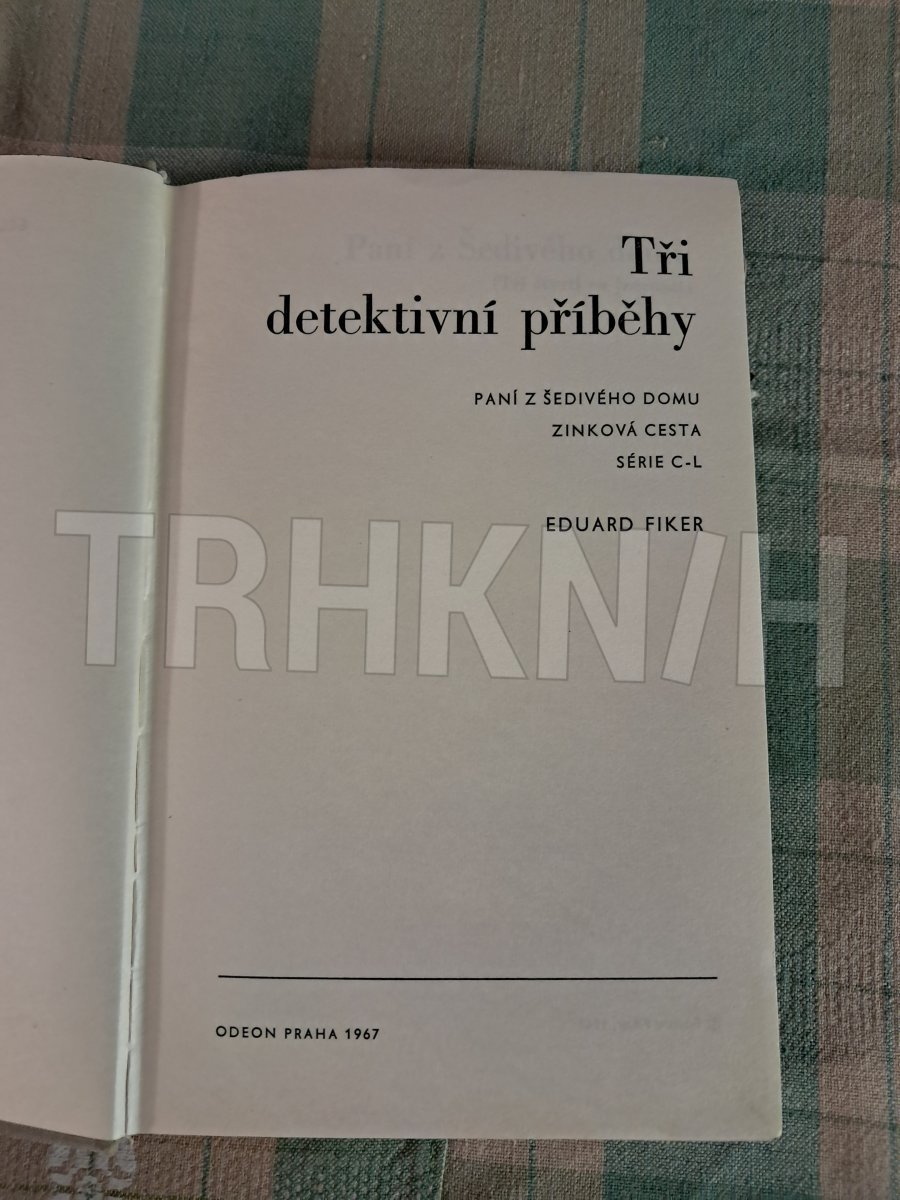 Tři
detektivní příběhy
PANÍ Z ŠEDIVÉHO DOMU
ZINKOVÁ CESTA
SÉRIE C-L
EDUARD FIKER
TRHKNIH
ODEON PRAHA 1967